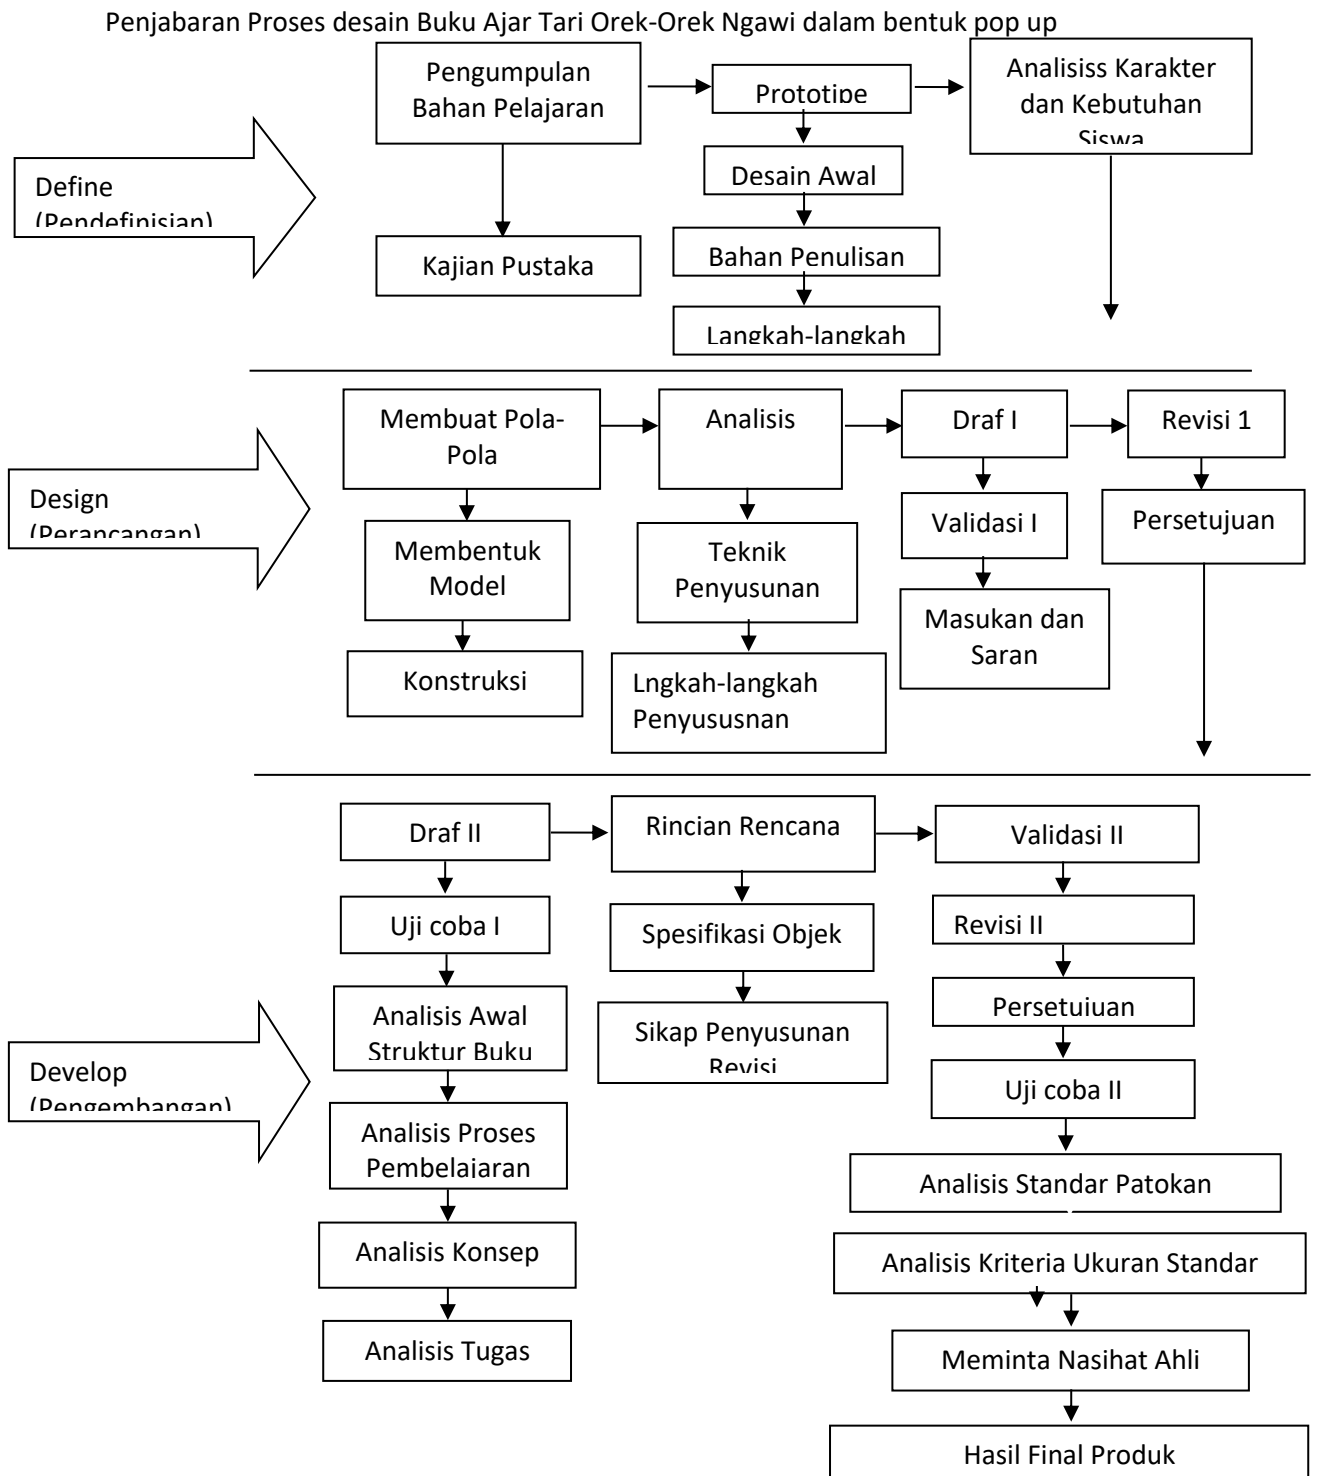 Penjabaran Proses desain Buku Ajar Tari Orek-Orek Ngawi dalam bentuk pop up
Define
(Pendefinisian)
Pengumpulan
Bahan Pelajaran
Kajian Pustaka
Prototipe
Desain Awal
Bahan Penulisan
Langkah-langkah
Analisiss Karakter
dan Kebutuhan
Siswa
Design
(Perancangan)
Membuat Pola-
Pola
Membentuk
Model
Konstruksi
Analisis
Teknik
Penyusunan
Lngkah-langkah
Penyususnan
Draf I
Validasi I
Masukan dan
Saran
Revisi 1
Persetujuan
Develop
(Pengembangan)
Draf II
Uji coba I
Analisis Awal
Struktur Buku
Analisis Proses
Pembelajaran
Analisis Konsep
Analisis Tugas
Rincian Rencana
Spesifikasi Objek
Sikap Penyusunan
Revisi
Validasi II
Revisi II
Persetujuan
Uji coba II
Analisis Standar Patokan
Analisis Kriteria Ukuran Standar
Meminta Nasihat Ahli
Hasil Final Produk